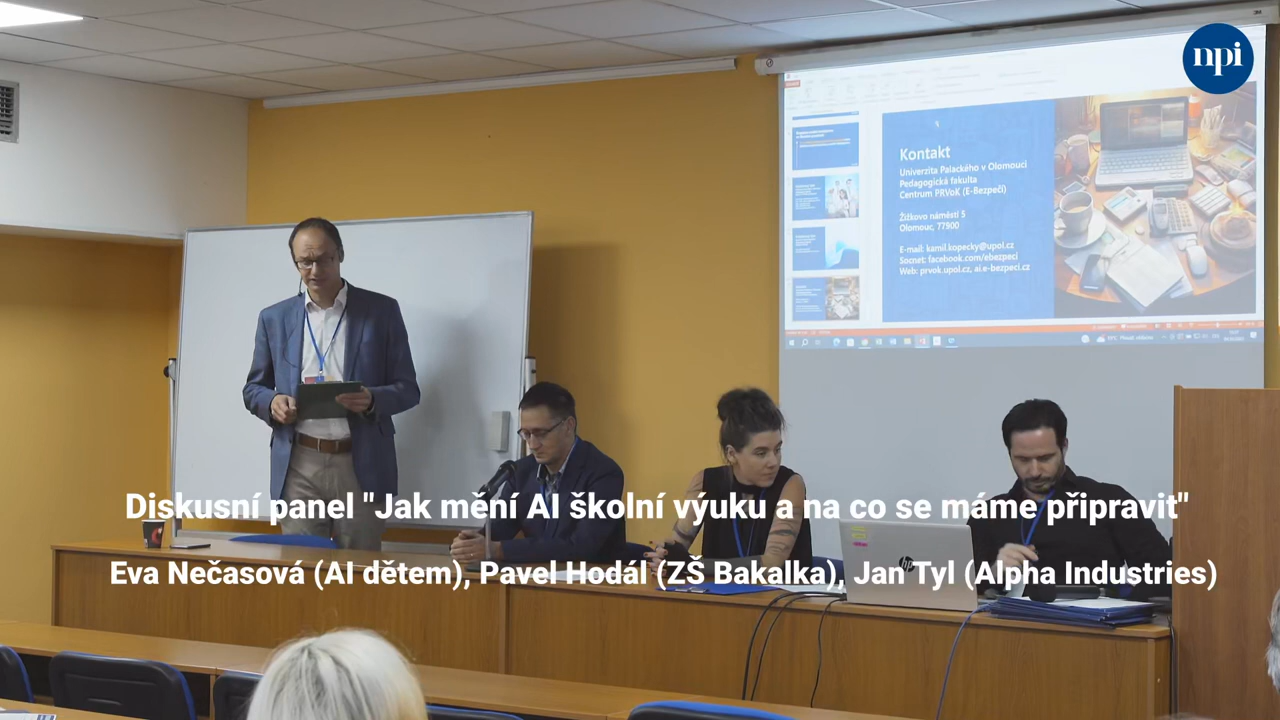 npi
Kontakt
Univerzita Palackého v Olomouci
Pedagogická fakulta
Centrum PRVoK (E-Bezpečí)
Žižkovo náměstí 5
Olomouc, 77900
E-mail: kamil.kopecky@upol.cz
Socnet: facebook.com/ebezpeci
Web: prvok.upol.cz, ai.e-bezpeci.cz
Diskusní panel "Jak mění AI školní výuku a na co se máme připravit"
Eva Nečasová (AI dětem), Pavel Hodál (ZŠ Bakalka), Jan Tyl (Alpha Industries)
hp